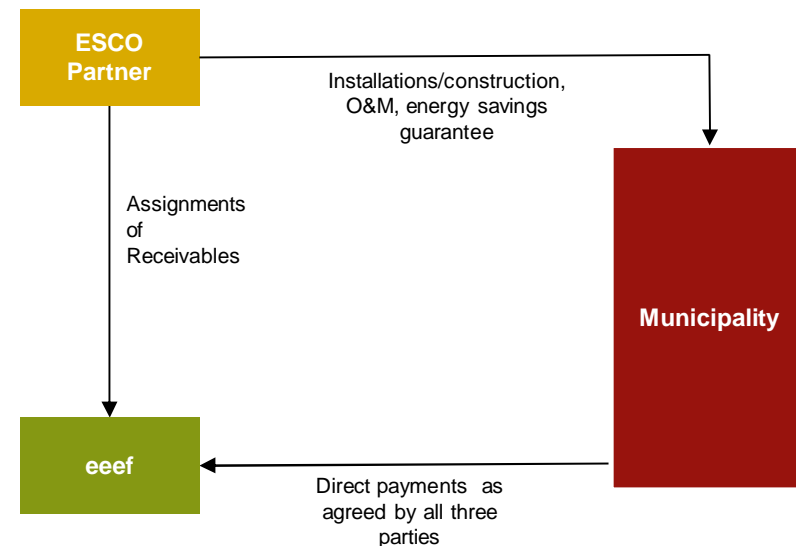 ESCO
Partner
Installations/construction,
O&M, energy savings
guarantee
Assignments
of
Receivables
Municipality
eeef
Direct payments as
agreed by all three
parties